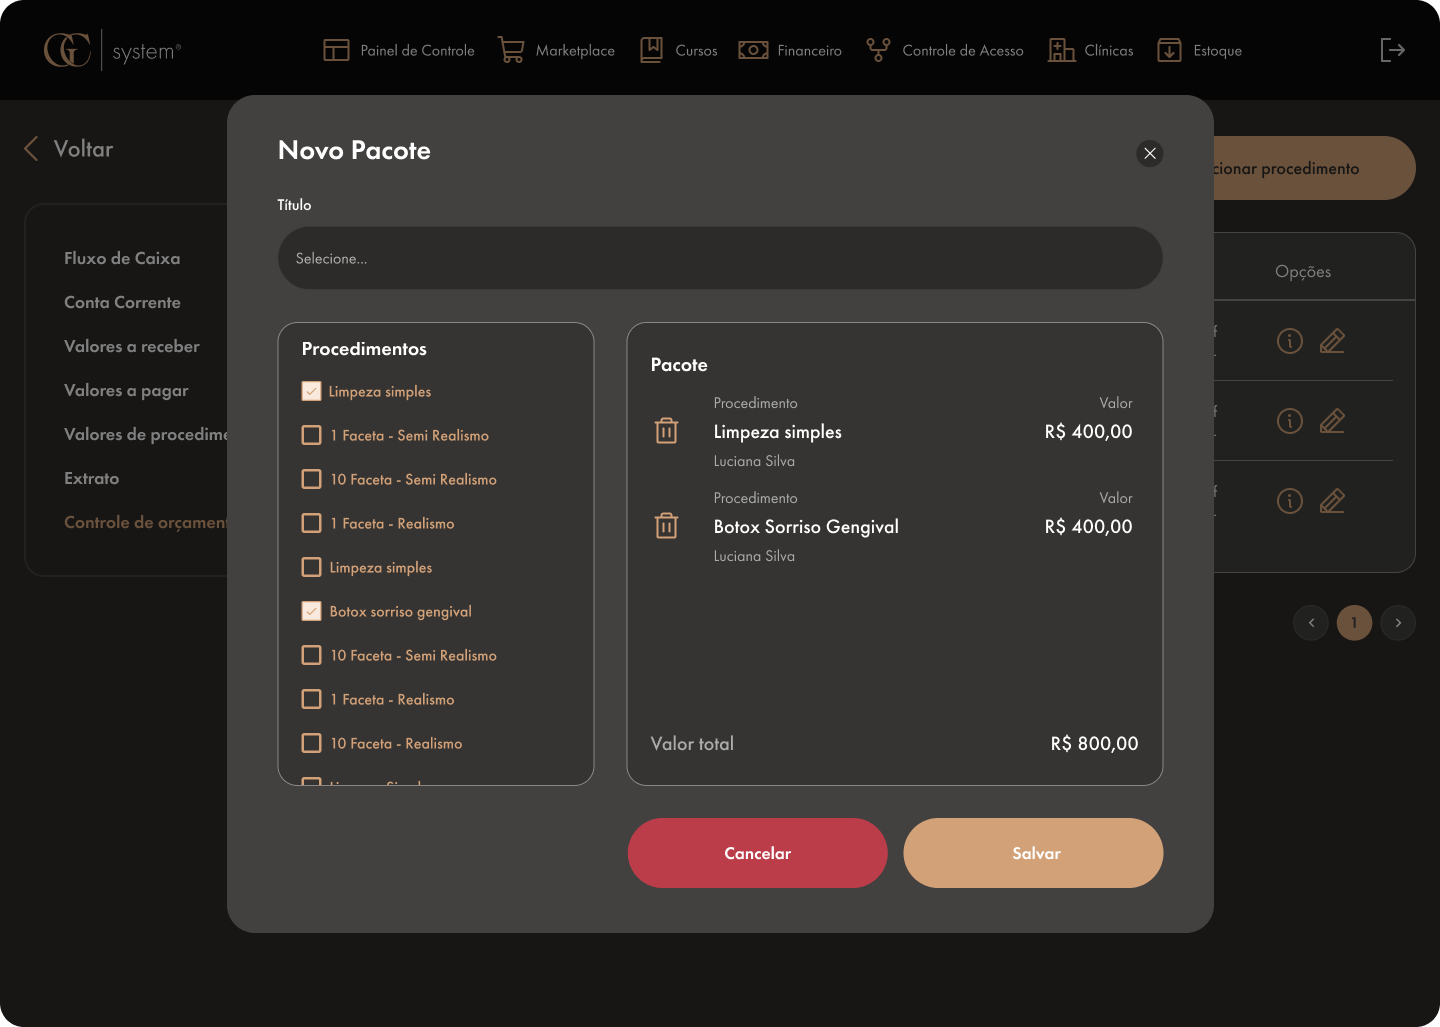 GC system®
Painel de Controle
Marketplace
Cursos
Financeiro
Controle de Acesso
Clínicas
Estoque
Voltar
cionar procedimento
Fluxo de Caixa
Conta Corrente
Valores a receber
Valores a pagar
Valores de procedime
Extrato
Controle de orçament
Novo Pacote
Título
Selecione...
Procedimentos
Limpeza simples
1 Faceta - Semi Realismo
10 Faceta - Semi Realismo
1 Faceta - Realismo
Limpeza simples
Botox sorriso gengival
10 Faceta - Semi Realismo
1 Faceta - Realismo
10 Faceta - Realismo
Pacote
Procedimento Valor
Limpeza simples R$ 400,00
Luciana Silva
Procedimento Valor
Botox Sorriso Gengival R$ 400,00
Luciana Silva
Valor total R$ 800,00
Cancelar
Salvar
Opções
1